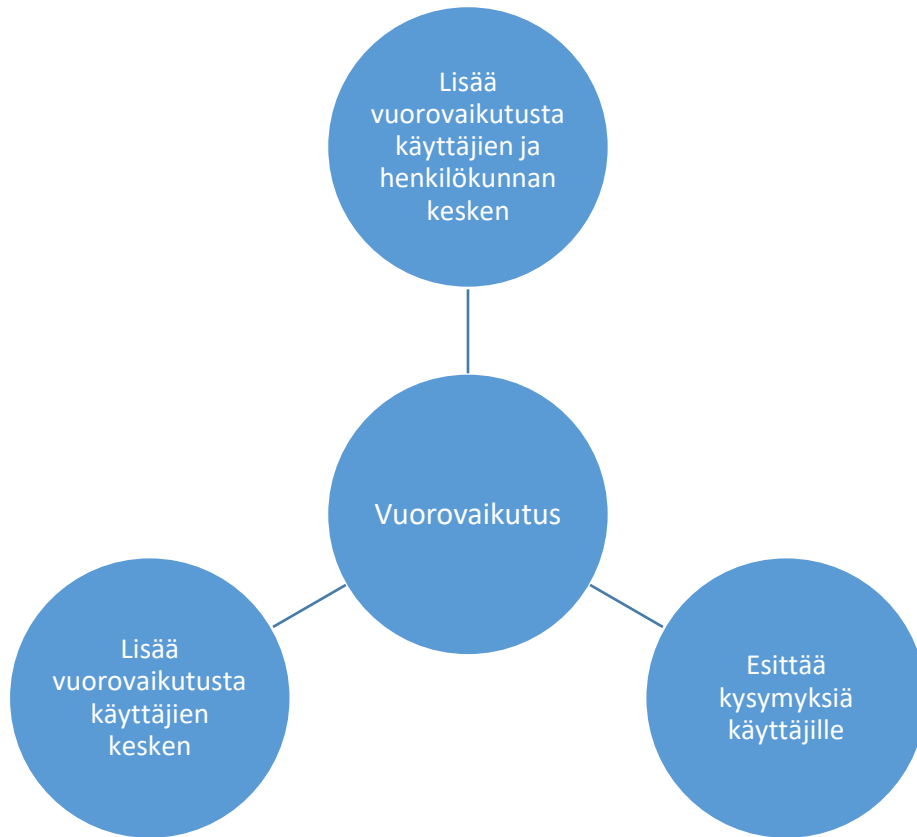 Lisää
vuorovaikutusta
käyttäjien ja
henkilökunnan
kesken
Vuorovaikutus
Lisää
vuorovaikutusta
käyttäjien
kesken
Esittää
kysymyksiä
käyttäjille